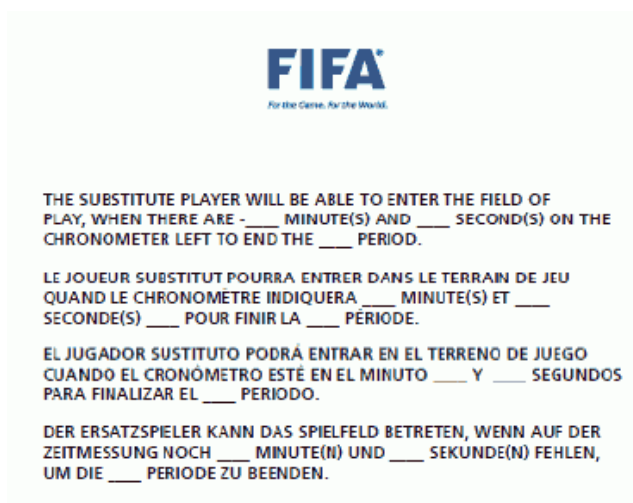 FIFA
For the Game. For the World.
THE SUBSTITUTE PLAYER WILL BE ABLE TO ENTER THE FIELD OF
PLAY, WHEN THERE ARE -____ MINUTE(S) AND ____ SECOND(S) ON THE
CHRONOMETER LEFT TO END THE ____ PERIOD.
LE JOUEUR SUBSTITUT POURRA ENTRER DANS LE TERRAIN DE JEU
QUAND LE CHRONOMÉTRE INDIQUERA ____ MINUTE(S) ET ____
SECONDE(S) ____ POUR FINIR LA ____ PÉRIODE.
EL JUGADOR SUSTITUTO PODRÁ ENTRAR EN EL TERRENO DE JUEGO
CUANDO EL CRONÓMETRO ESTÉ EN EL MINUTO ____ Y ____ SEGUNDOS
PARA FINALIZAR EL ____ PERIODO.
DER ERSATZSPIELER KANN DAS SPIELFELD BETRETEN, WENN AUF DER
ZEITMESSUNG NOCH ____ MINUTE(N) UND ____ SEKUNDE(N) FEHLEN,
UM DIE ____ PERIODE ZU BEENDEN.